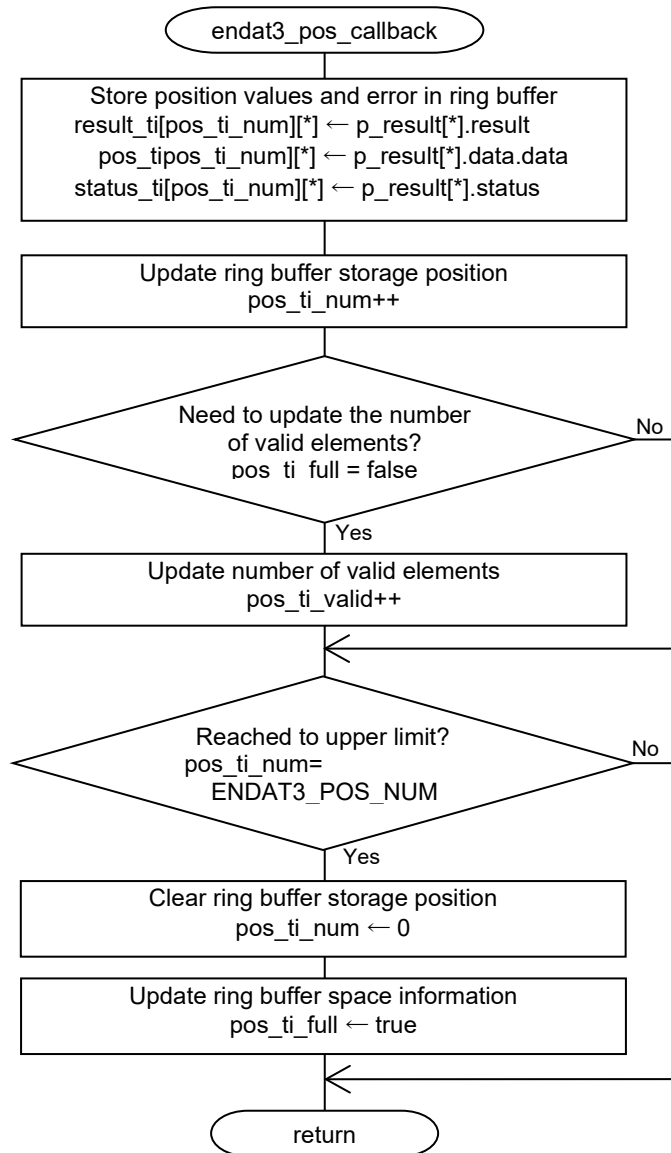 endat3_pos_callback
Store position values and error in ring buffer
result_ti[pos_ti_num][*] ← p_result[*].result
pos_tipos_ti_num][*] ← p_result[*].data.data
status_ti[pos_ti_num][*] ← p_result[*].status
Update ring buffer storage position
pos_ti_num++
Need to update the number
of valid elements?
pos_ti_full = false
No
Yes
Update number of valid elements
pos_ti_valid++
Reached to upper limit?
pos_ti_num=
ENDAT3_POS_NUM
No
Yes
Clear ring buffer storage position
pos_ti_num ← 0
Update ring buffer space information
pos_ti_full ← true
return